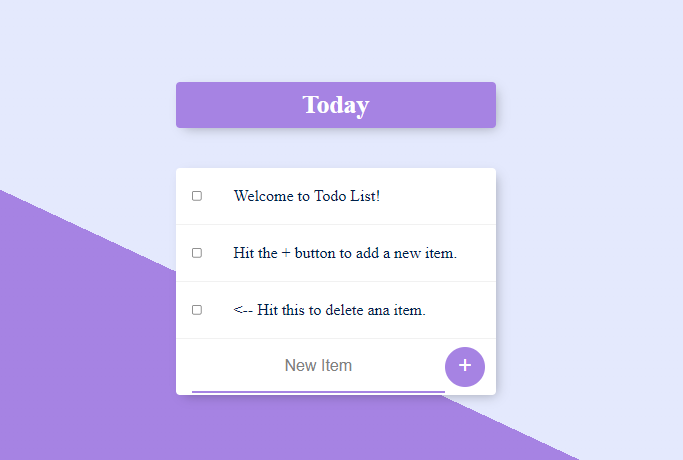 Today
Welcome to Todo List!
Hit the + button to add a new item.
<-- Hit this to delete ana item.
New Item
+